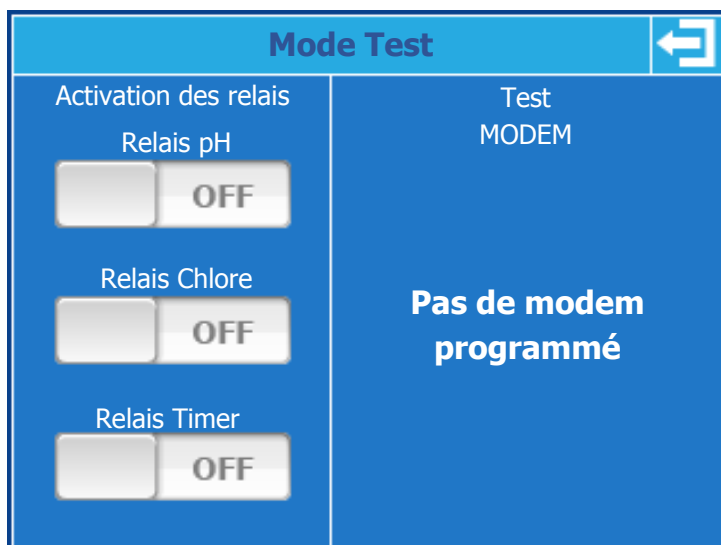 Mode Test
Activation des relais
Relais pH
OFF
Relais Chlore
OFF
Relais Timer
OFF
Test
MODEM
Pas de modem
programmé